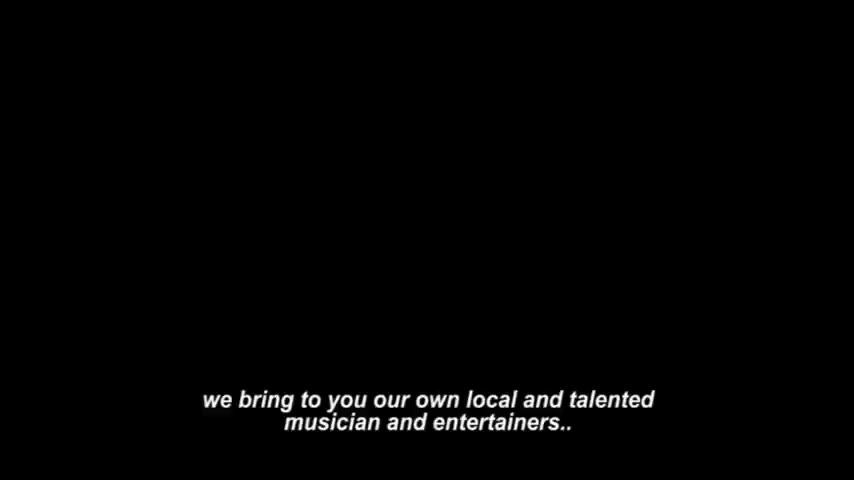 we bring to you our own local and talented
musician and entertainers..